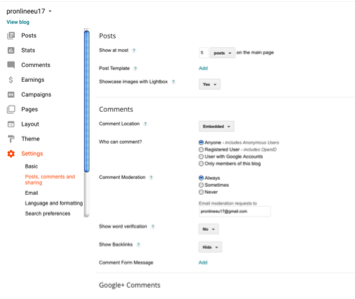 pronlineeu17
View blog
Posts
Stats
Comments
Earnings
Campaigns
Pages
Layout
Theme
Settings
Basic
Posts, comments and
sharing
Email
Language and formatting
Search preferences
Posts
Show at most ? posts on the main page
Post Template ? Add
Showcase images with Lightbox ? Yes
Comments
Comment Location ? Embedded
Who can comment? Anyone - includes Anonymous Users
Registered User - includes OpenID
User with Google Accounts
Only members of this blog
Comment Moderation ? Always
Sometimes
Never
Email moderation requests to
pronlineu17@gmail.com
Show word verification ? No
Show Backlinks ? Hide
Comment Form Message ? Add
Google+ Comments